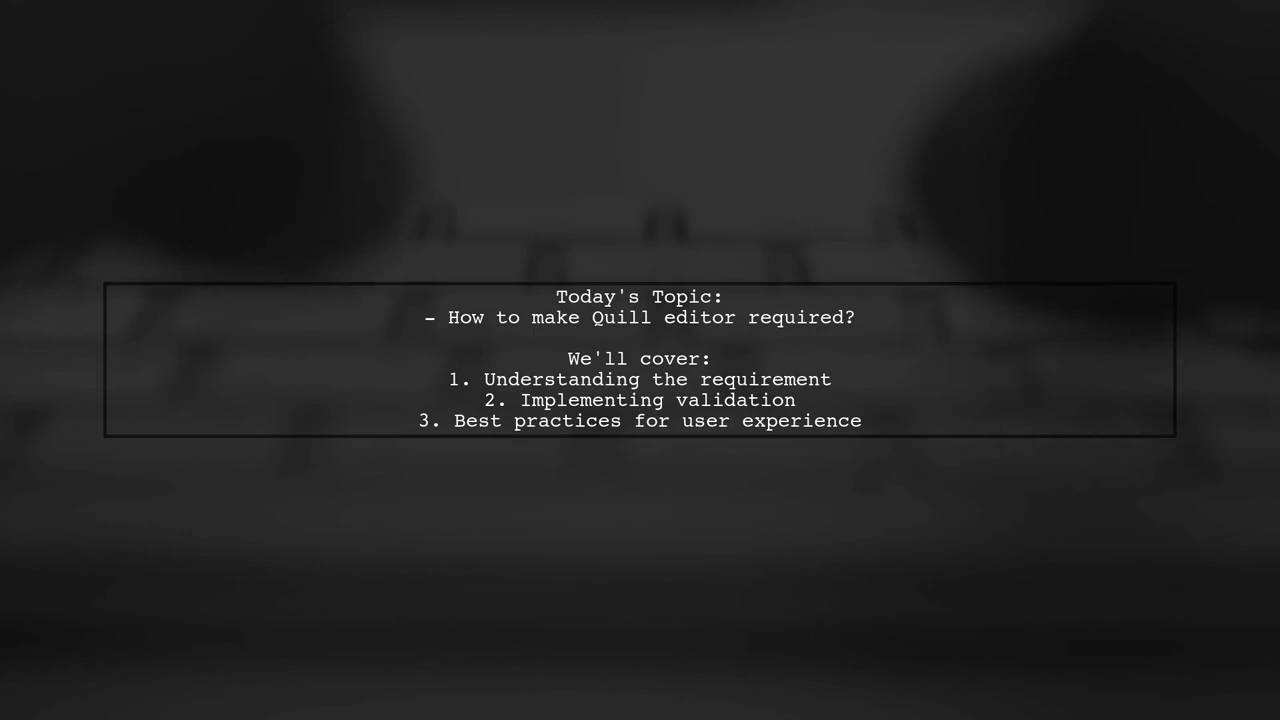 Today's Topic:
- How to make Quill editor required?
We'll cover:
1. Understanding the requirement
2. Implementing validation
3. Best practices for user experience